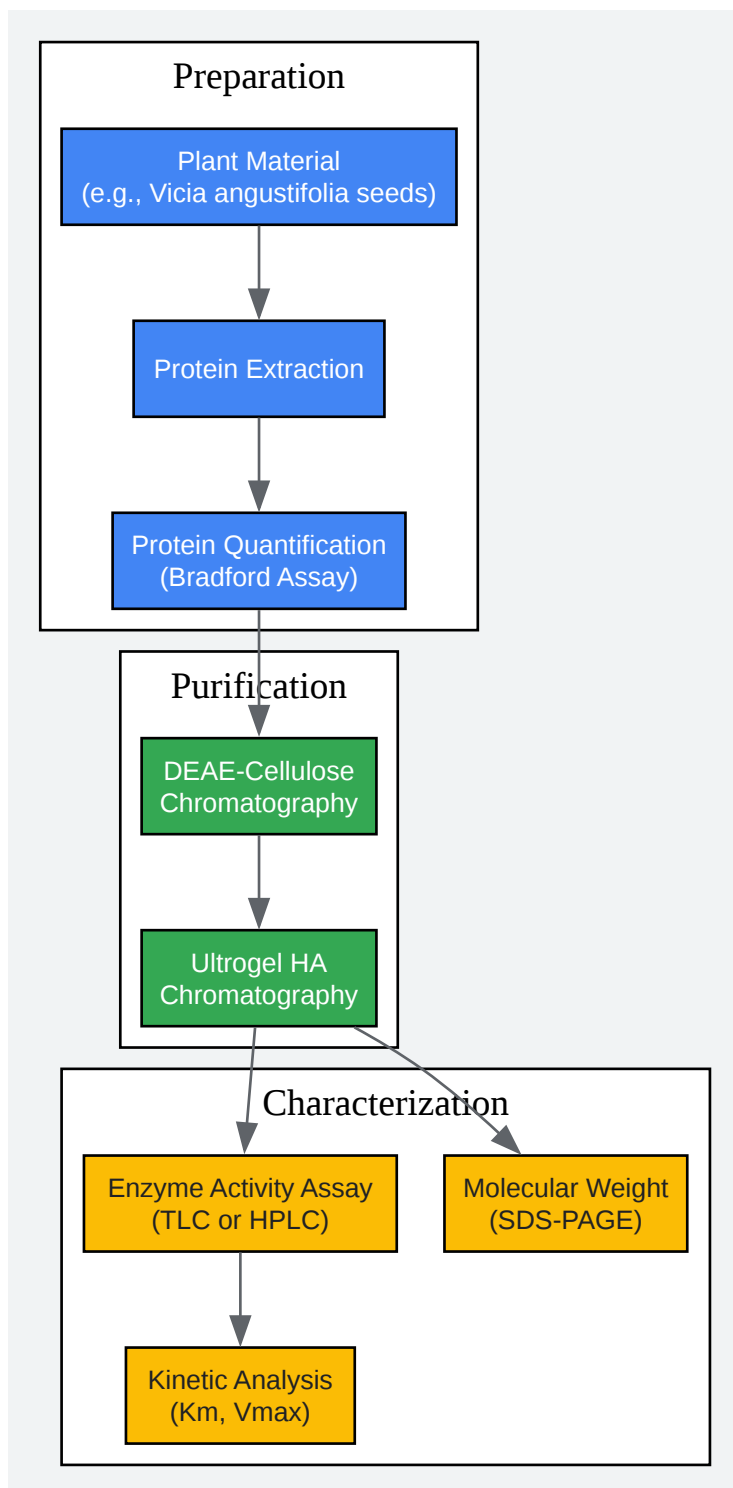 Preparation
Plant Material
(e.g., Vicia angustifolia seeds)
Protein Extraction
Protein Quantification
(Bradford Assay)
Purification
DEAE-Cellulose
Chromatography
Ultrogel HA
Chromatography
Characterization
Enzyme Activity Assay
(TLC or HPLC)
Molecular Weight
(SDS-PAGE)
Kinetic Analysis
(Km, Vmax)